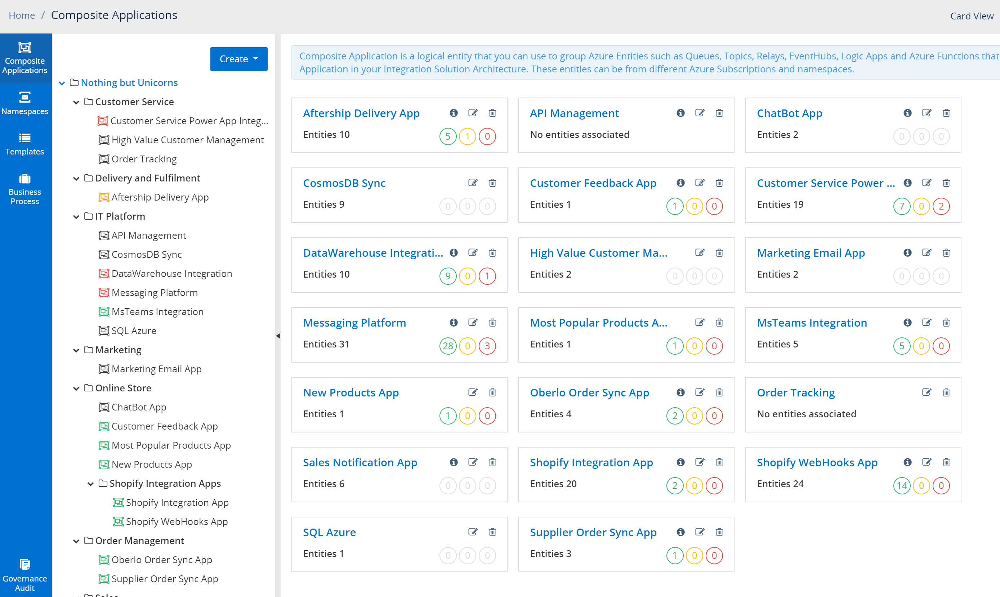 Home / Composite Applications
Card View
Composite
Applications
Namespaces
Templates
Business
Process
Governance
Audit
Create
Nothing but Unicorns
Customer Service
Customer Service Power App Integ...
High Value Customer Management
Order Tracking
Delivery and Fulfilment
Aftership Delivery App
IT Platform
API Management
CosmosDB Sync
DataWarehouse Integration
Messaging Platform
MsTeams Integration
SQL Azure
Marketing
Marketing Email App
Online Store
ChatBot App
Customer Feedback App
Most Popular Products App
New Products App
Shopify Integration Apps
Shopify Integration App
Shopify WebHooks App
Order Management
Oberlo Order Sync App
Supplier Order Sync App
Sales
Composite Application is a logical entity that you can use to group Azure Entities such as Queues, Topics, Relays, EventHubs, Logic Apps and Azure Functions that
Application in your Integration Solution Architecture. These entities can be from different Azure Subscriptions and namespaces.
Aftership Delivery App
Entities 10
5 1 0
API Management
No entities associated
ChatBot App
Entities 2
0 0 0
CosmosDB Sync
Entities 9
0 0 0
Customer Feedback App
Entities 1
1 0 0
Customer Service Power ...
Entities 19
7 0 2
DataWarehouse Integrati...
Entities 10
9 0 1
High Value Customer Ma...
Entities 2
0 0 0
Marketing Email App
Entities 2
0 0 0
Messaging Platform
Entities 31
28 0 3
Most Popular Products A...
Entities 1
1 0 0
MsTeams Integration
Entities 5
5 0 0
New Products App
Entities 1
1 0 0
Oberlo Order Sync App
Entities 4
2 0 0
Order Tracking
No entities associated
Sales Notification App
Entities 6
0 0 0
Shopify Integration App
Entities 20
2 0 0
Shopify WebHooks App
Entities 24
14 0 0
SQL Azure
Entities 1
0 0 0
Supplier Order Sync App
Entities 3
1 0 0